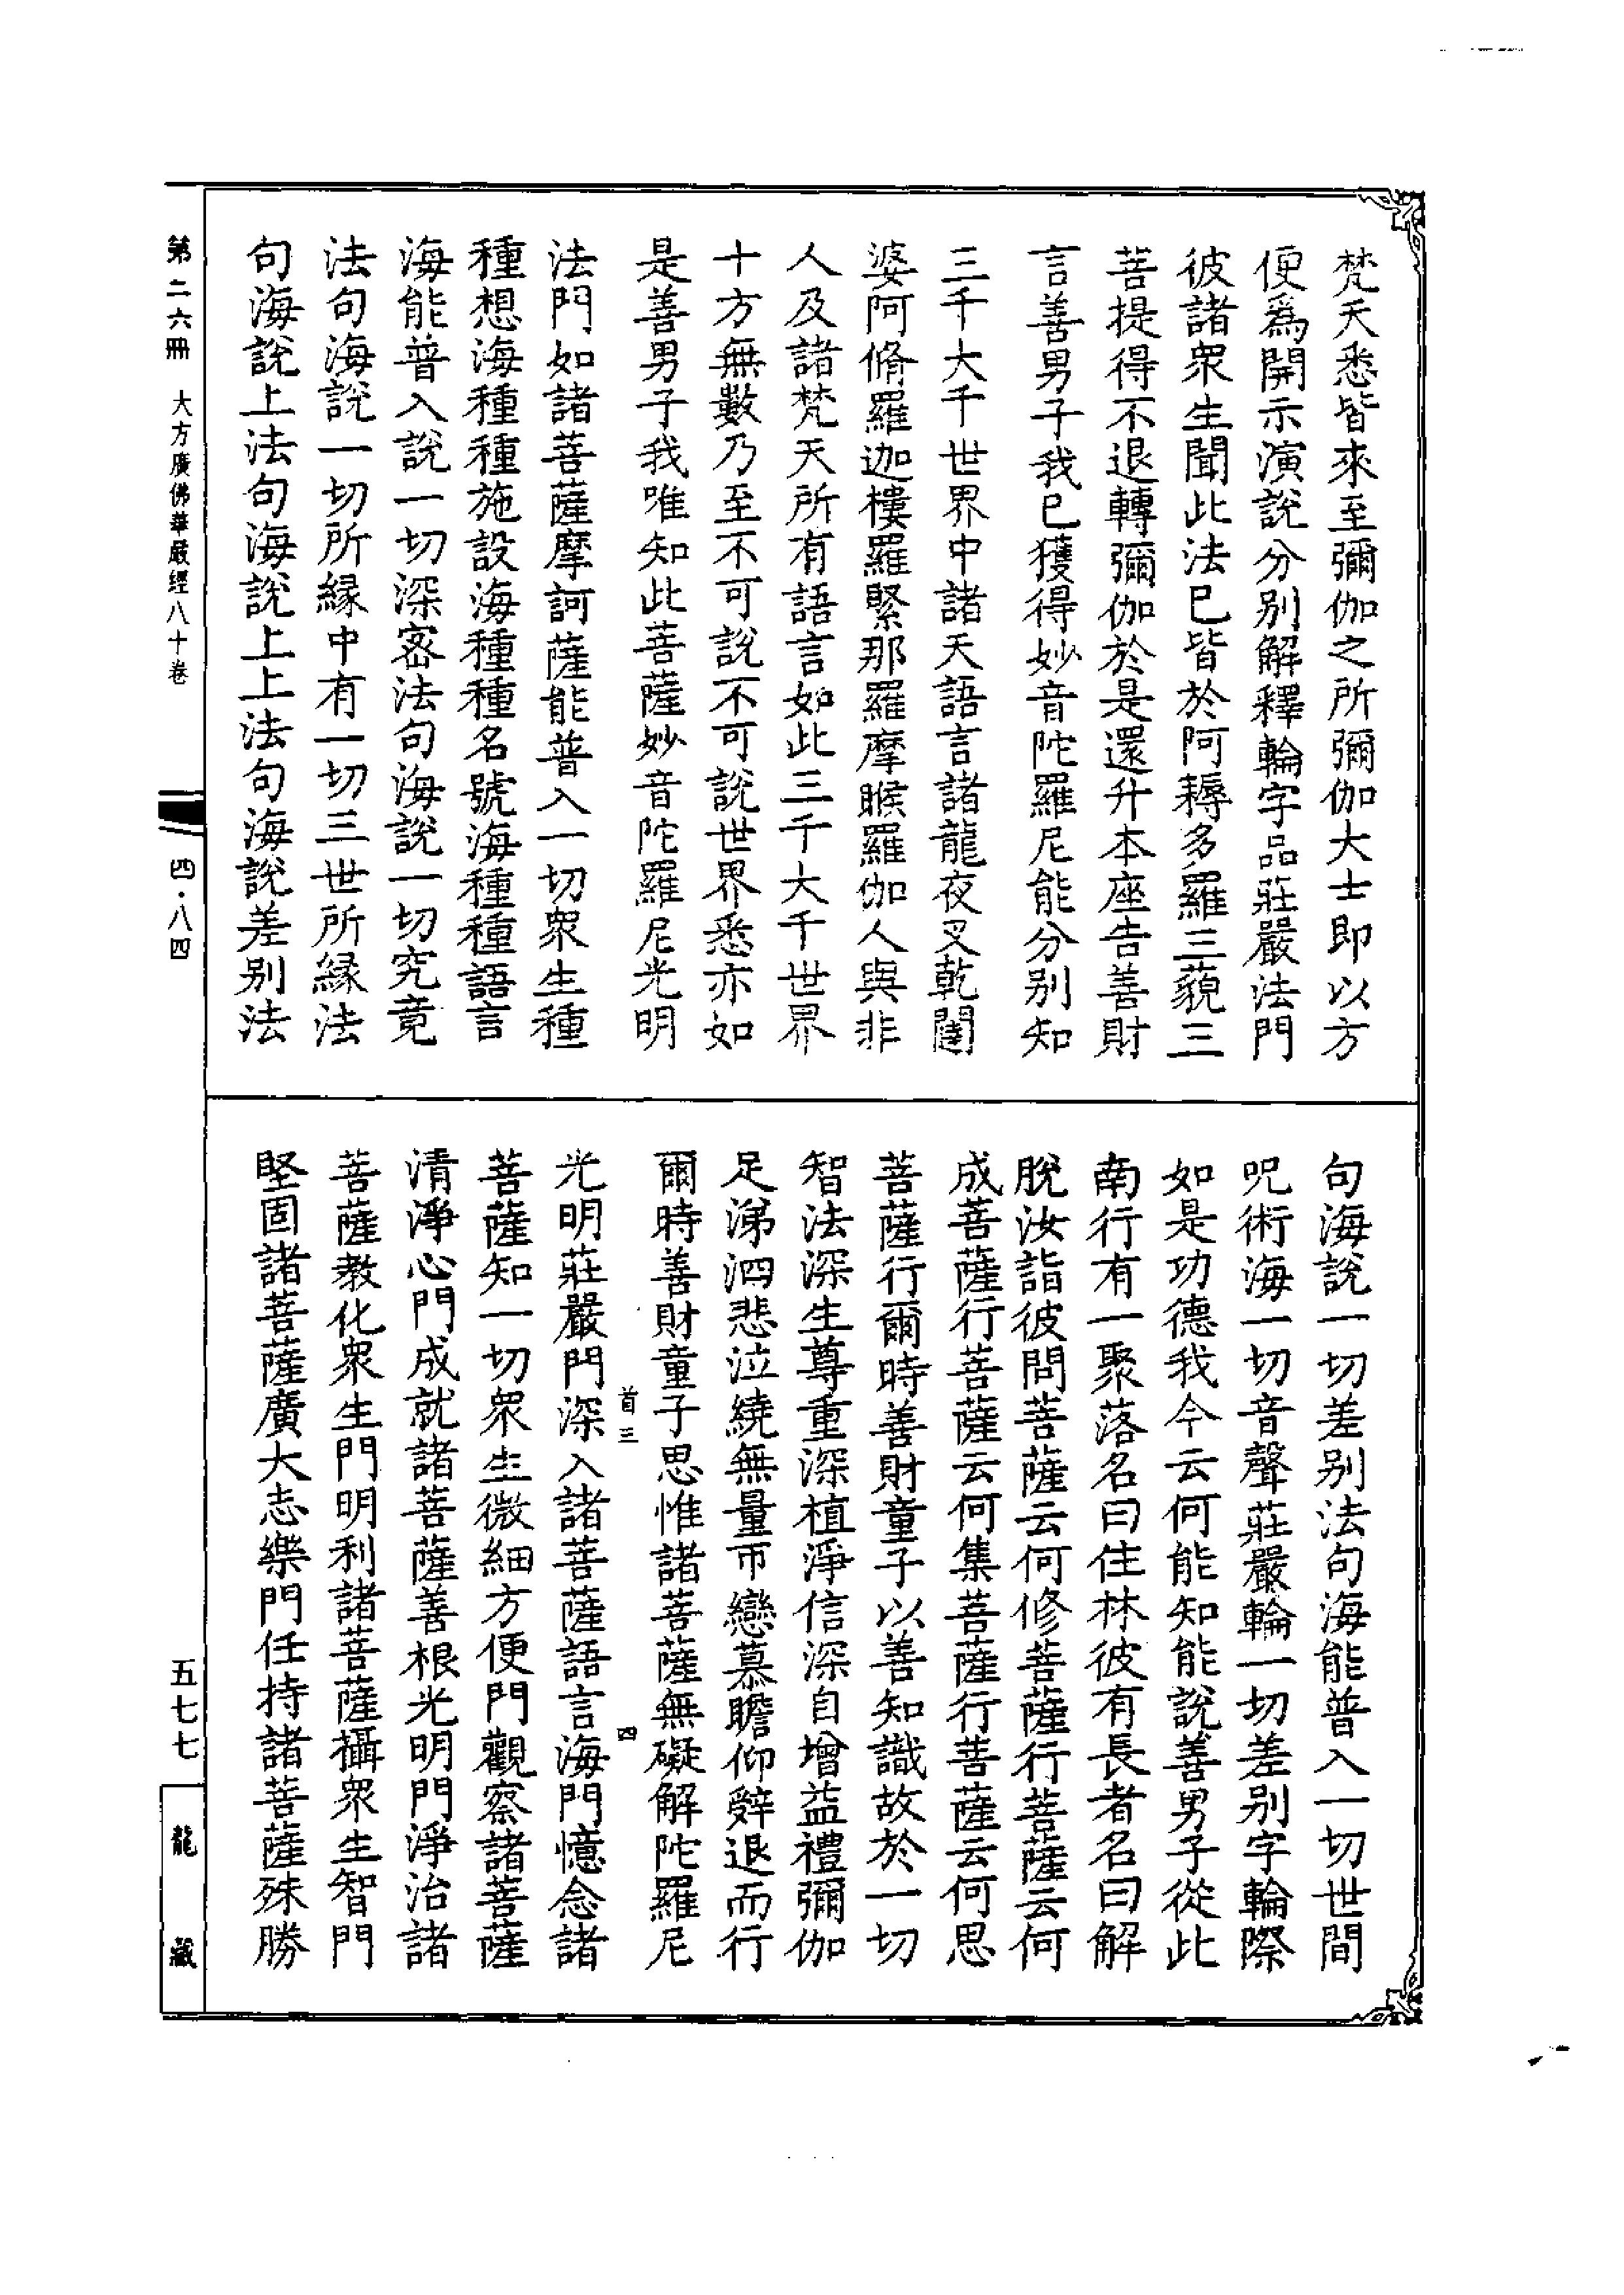 梵天悉皆來至彌伽之所彌伽大士即以方
便爲開示演說分別解釋輪字品莊嚴法門
彼諸衆生聞此法已皆於阿耨多羅三藐三
菩提得不退轉彌伽於是還升本座告善財
言善男子我已獲得妙音陀羅尼能分別知
三千大千世界中諸天語言諸龍夜叉乾闥
婆阿脩羅迦樓羅緊那羅摩睺羅伽人與非
人及諸梵天所有語言如此三千大千世界
十方無數乃至不可說不可說世界悉亦如
是善男子我唯知此菩薩妙音陀羅尼光明
法門如諸菩薩摩訶薩能普入一切衆生種
種想海種種施設海種種名號海種種語言
海能普入說一切深密法句海說一切究竟
法句海說一切所緣中有一切三世所緣法
句海說上法句海說上上法句海說差別法
句海說一切差別法句海能普入一切世間
呪術海一切音聲莊嚴輪一切差別字輪際
如是功德我今云何能知能說善男子從此
南行有一聚落名曰住林彼有長者名曰解
脫汝詣彼問菩薩云何修菩薩行菩薩云何
成菩薩行菩薩云何集菩薩行菩薩云何思
菩薩行爾時善財童子以善知識故於一切
智法深生尊重深植淨信深自增益禮彌伽
足涕泗悲泣繞無量帀戀慕瞻仰辭退而行
爾時善財童子思惟諸菩薩無礙解陀羅尼
首三
四
光明莊嚴門深入諸菩薩語言海門憶念諸
菩薩知一切衆生微細方便門觀察諸菩薩
清淨心門成就諸菩薩善根光明門淨治諸
菩薩教化衆生門明利諸菩薩攝衆生智門
堅固諸菩薩廣大志樂門任持諸菩薩殊勝
第二六冊 大方廣佛華嚴經八十卷
四·八四
五七七
龍藏